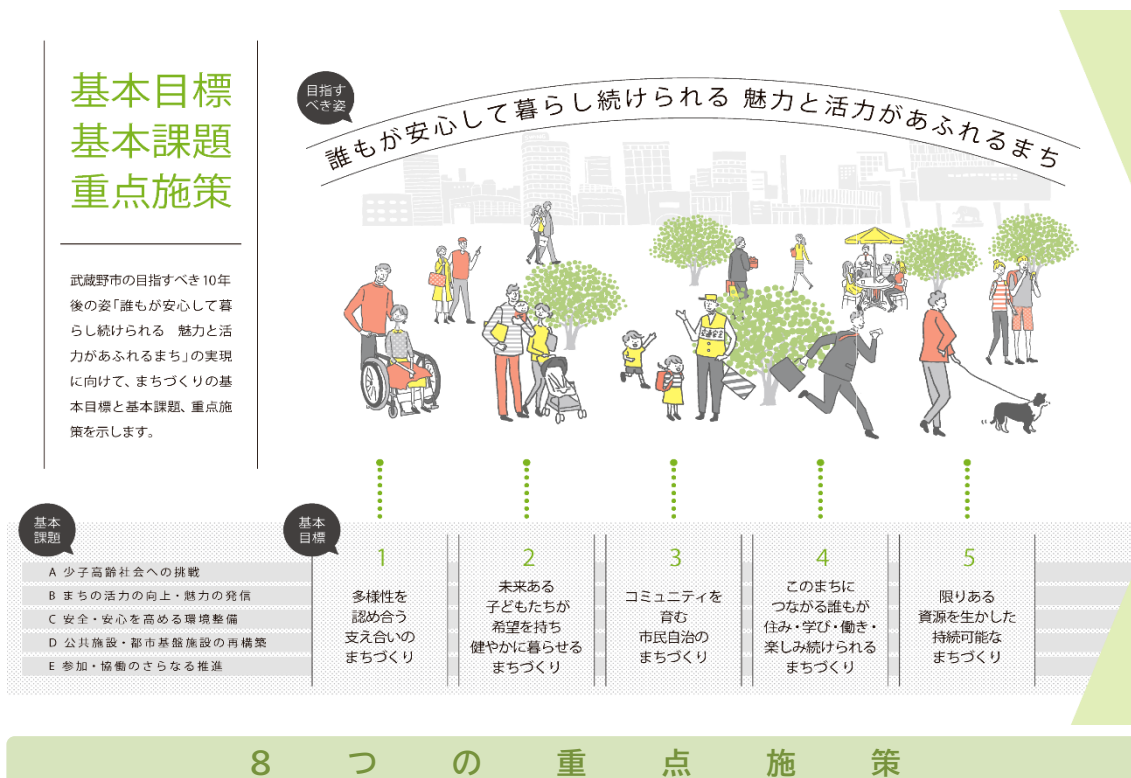 基本目標
基本課題
重点施策
武蔵野市の目指すべき10年
後の姿「誰もが安心して暮
らし続けられる　魅力と活
力があふれるまち」の実現
に向けて、まちづくりの基
本目標と基本課題、重点施
策を示します。
目指す
べき姿
誰もが安心して暮らし続けられる 魅力と活力があふれるまち
基本
課題
A 少子高齢社会への挑戦
B まちの活力の向上・魅力の発信
C 安全・安心を高める環境整備
D 公共施設・都市基盤施設の再構築
E 参加・協働のさらなる推進
基本
目標
1
多様性を
認め合う
支え合いの
まちづくり
2
未来ある
子どもたちが
希望を持ち
健やかに暮らせる
まちづくり
3
コミュニティを
育む
市民自治の
まちづくり
4
このまちに
つながる誰もが
住み・学び・働き・
楽しみ続けられる
まちづくり
5
限りある
資源を生かした
持続可能な
まちづくり
8つの重点施策